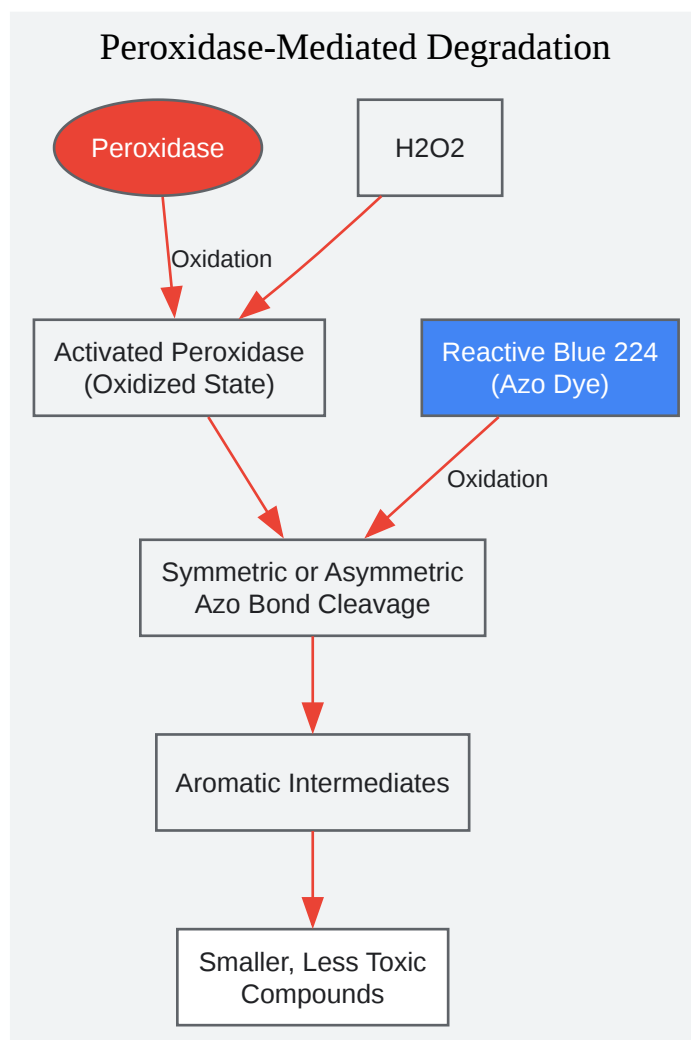 Peroxidase-Mediated Degradation
Peroxidase
H2O2
Oxidation
Activated Peroxidase
(Oxidized State)
Reactive Blue 224
(Azo Dye)
Oxidation
Symmetric or Asymmetric
Azo Bond Cleavage
Aromatic Intermediates
Smaller, Less Toxic
Compounds